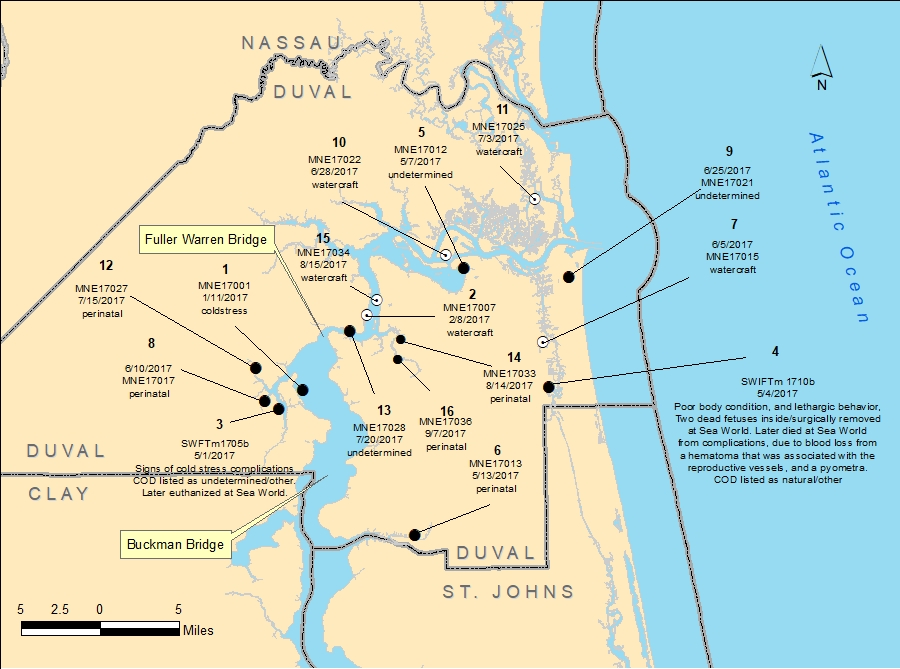 NASSAU
DUVAL
N
Atlantic Ocean
11
MNE17025
7/3/2017
watercraft
5
MNE17012
5/7/2017
undetermined
10
MNE17022
6/28/2017
watercraft
9
6/25/2017
MNE17021
undetermined
7
6/5/2017
MNE17015
watercraft
Fuller Warren Bridge
15
MNE17034
8/15/2017
watercraft
12
MNE17027
7/15/2017
perinatal
1
MNE17001
1/11/2017
coldstress
2
MNE17007
2/8/2017
watercraft
8
6/10/2017
MNE17017
perinatal
14
MNE17033
8/14/2017
perinatal
4
SWIFTm 1710b
5/4/2017
Poor body condition, and lethargic behavior,
Two dead fetuses inside/surgically removed
at Sea World. Later died at Sea World
from complications, due to blood loss from
a hematoma that was associated with the
reproductive vessels, and a pyometra.
COD listed as natural/other
13
MNE17028
7/20/2017
undetermined
16
MNE17036
9/7/2017
perinatal
3
SWFTm1705b
5/1/2017
Signs of cold stress complications
COD listed as undetermined/other.
Later euthanized at Sea World.
6
MNE17013
5/13/2017
perinatal
DUVAL
CLAY
Buckman Bridge
DUVAL
ST. JOHNS
5 2.5 0 5
Miles